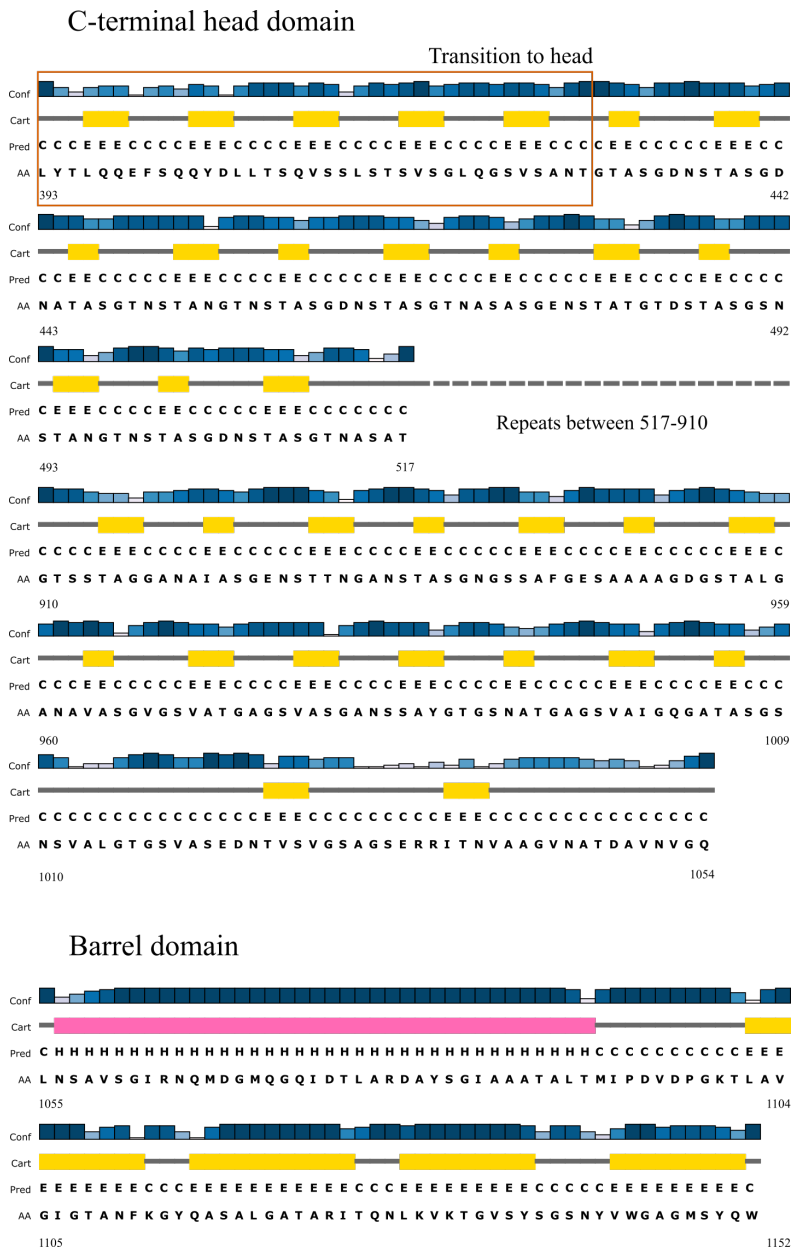 C-terminal head domain
Transition to head
Conf
Cart
Pred C C C E E E C C C C E E E C C C C E E E C C C C E E E C C C C E E E C C C C E E C C C C C E E E C C
AA L Y T L Q Q E F S Q Q Y D L L T S Q V S S L S T S V S G L Q G S V S A N T G T A S G D N S T A S G D
393 442
Conf
Cart
Pred C C E E C C C C C E E E C C C C E E C C C C C E E E C C C C E E C C C C C E E E C C C C E E C C C C
AA N A T A S G T N S T A N G T N S T A S G D N S T A S G T N A S A S G E N S T A T G T D S T A S G S N
443 492
Conf
Cart
Pred C E E E C C C C E E C C C C C E E E C C C C C C C
AA S T A N G T N S T A S G D N S T A S G T N A S A T
Repeats between 517-910
493 517
Conf
Cart
Pred C C C C E E E C C C C E E C C C C C E E E C C C C E E C C C C C E E E C C C C E E C C C C C E E E C
AA G T S S T A G G A N A I A S G E N S T T N G A N S T A S G N G S S A F G E S A A A A G D G S T A L G
910 959
Conf
Cart
Pred C C C E E C C C C C E E E C C C C E E E C C C C E E E C C C C E E C C C C C E E E C C C C E E C C C
AA A N A V A S G V G S V A T G A G S V A S G A N S S A Y G T G S N A T G A G S V A I G Q G A T A S G S
960 1009
Conf
Cart
Pred C C C C C C C C C C C C C C C E E E C C C C C C C C C E E E C C C C C C C C C C C C C C C
AA N S V A L G T G S V A S E D N T V S V G S A G S E R R I T N V A A G V N A T D A V N V G Q
1010 1054
Barrel domain
Conf
Cart
Pred C H H H H H H H H H H H H H H H H H H H H H H H H H H H H H H H H H H H H C C C C C C C C C C E E E
AA L N S A V S G I R N Q M D G M Q G Q I D T L A R D A Y S G I A A A T A L T M I P D V D P G K T L A V
1055 1104
Conf
Cart
Pred E E E E E E E C C C E E E E E E E E E E E C C C E E E E E E E E E C C C C C E E E E E E E E E C
AA G I G T A N F K G Y Q A S A L G A T A R I T Q N L K V K T G V S Y S G S N Y V W G A G M S Y Q W
1105 1152